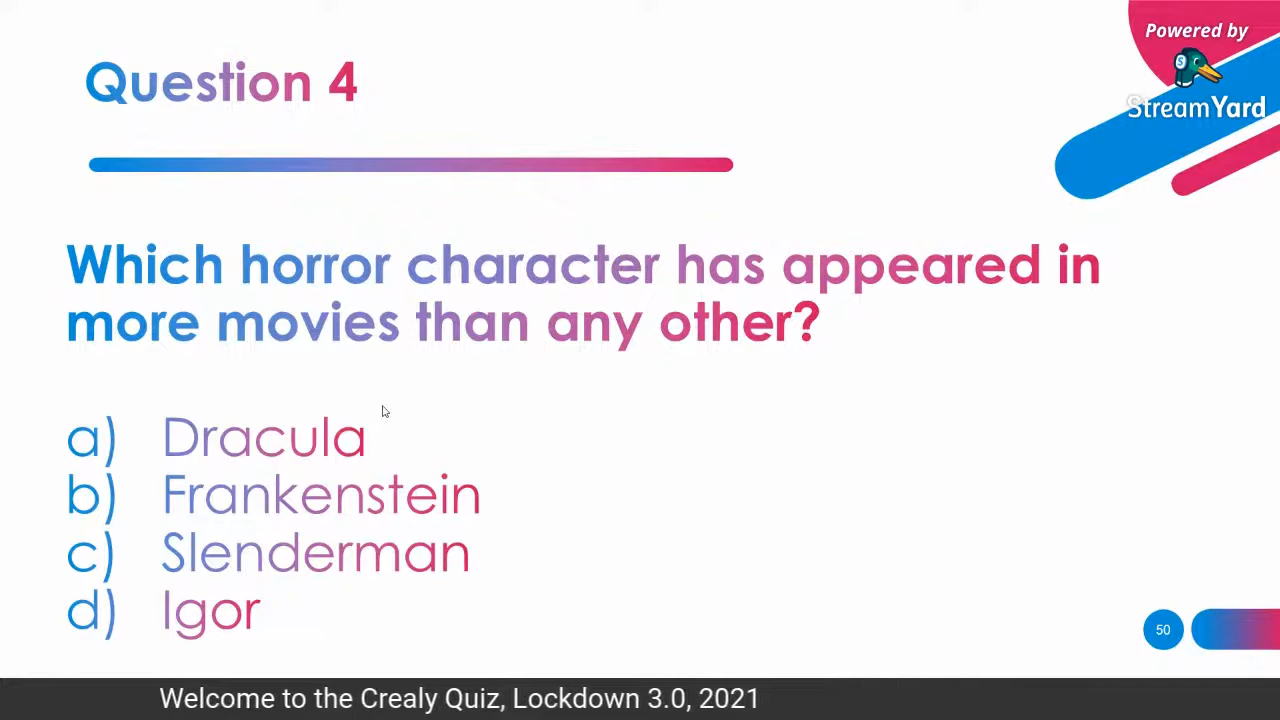 Powered by
StreamYard
Question 4
Which horror character has appeared in
more movies than any other?
a) Dracula
b) Frankenstein
c) Slenderman
d) Igor
50
Welcome to the Crealy Quiz, Lockdown 3.0, 2021